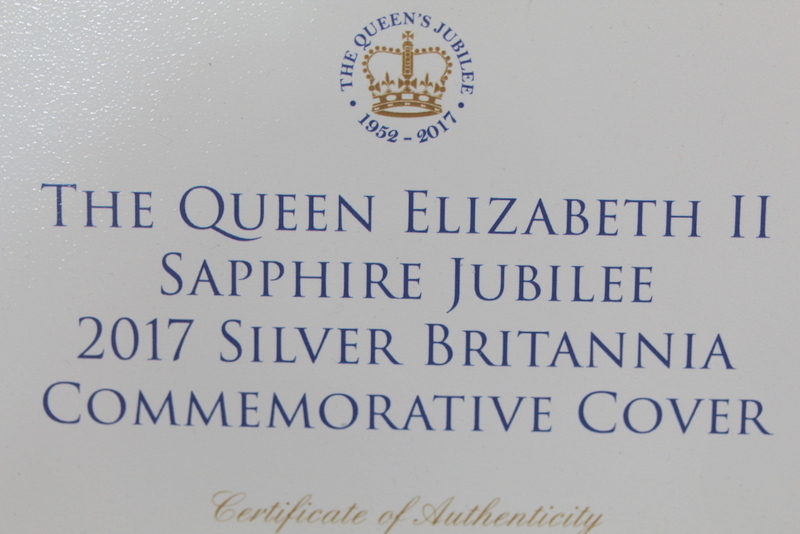 THE QUEEN'S JUBILEE
• 1952 - 2017 •
THE QUEEN ELIZABETH II
SAPPHIRE JUBILEE
2017 SILVER BRITANNIA
COMMEMORATIVE COVER
Certificate of Authenticity